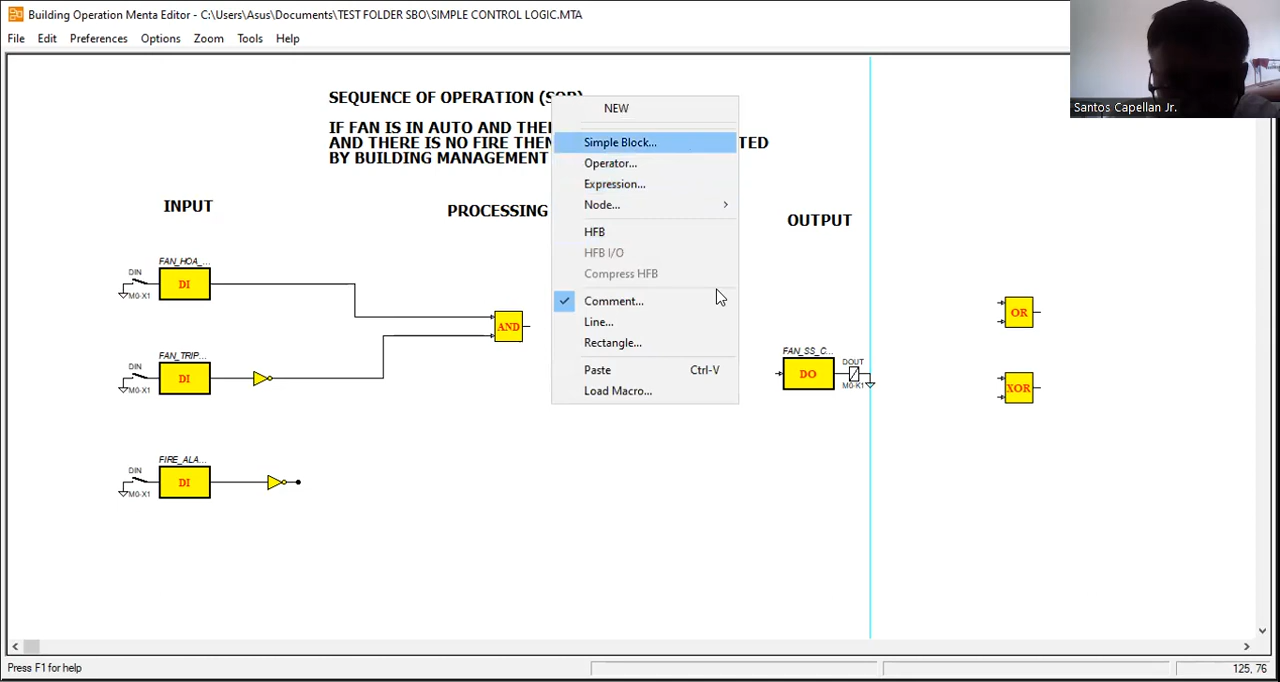 Building Operation Menta Editor - C:\Users\Asus\Documents\TEST FOLDER SBO\SIMPLE CONTROL LOGIC.MTA
File Edit Preferences Options Zoom Tools Help
Santos Capellan Jr.
SEQUENCE OF OPERATION (SOP)
IF FAN IS IN AUTO AND THE
AND THERE IS NO FIRE THEN TED
BY BUILDING MANAGEMENT
NEW
Simple Block...
Operator...
Expression...
Node...
HFB
HFB I/O
Compress HFB
Comment...
Line...
Rectangle...
Paste Ctrl-V
Load Macro...
INPUT
PROCESSING
OUTPUT
FAN_HOA_...
DIN
DI
M0-X1
FAN_TRIP...
DIN
DI
M0-X1
FIRE_ALA...
DIN
DI
M0-X1
AND
FAN_SS_C...
DO
DOUT
M0-K1
OR
XOR
Press F1 for help
125, 76